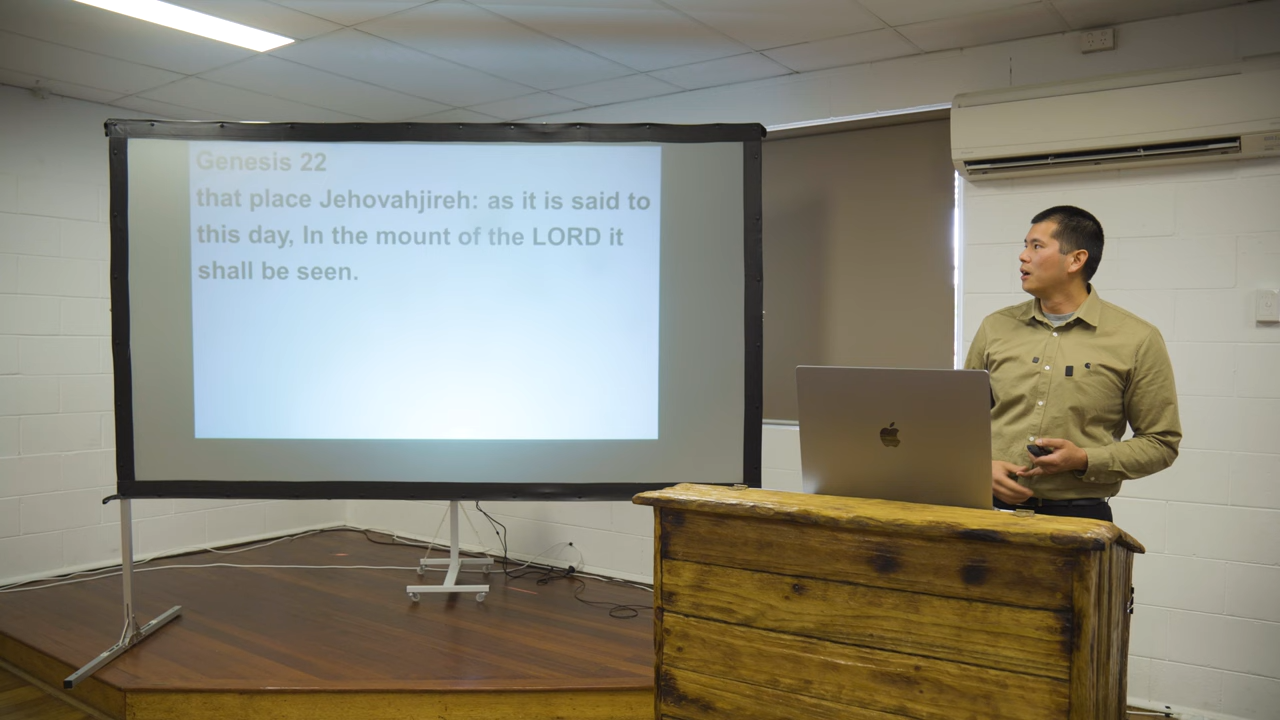 Genesis 22
that place Jehovahjireh: as it is said to
this day, In the mount of the LORD it
shall be seen.